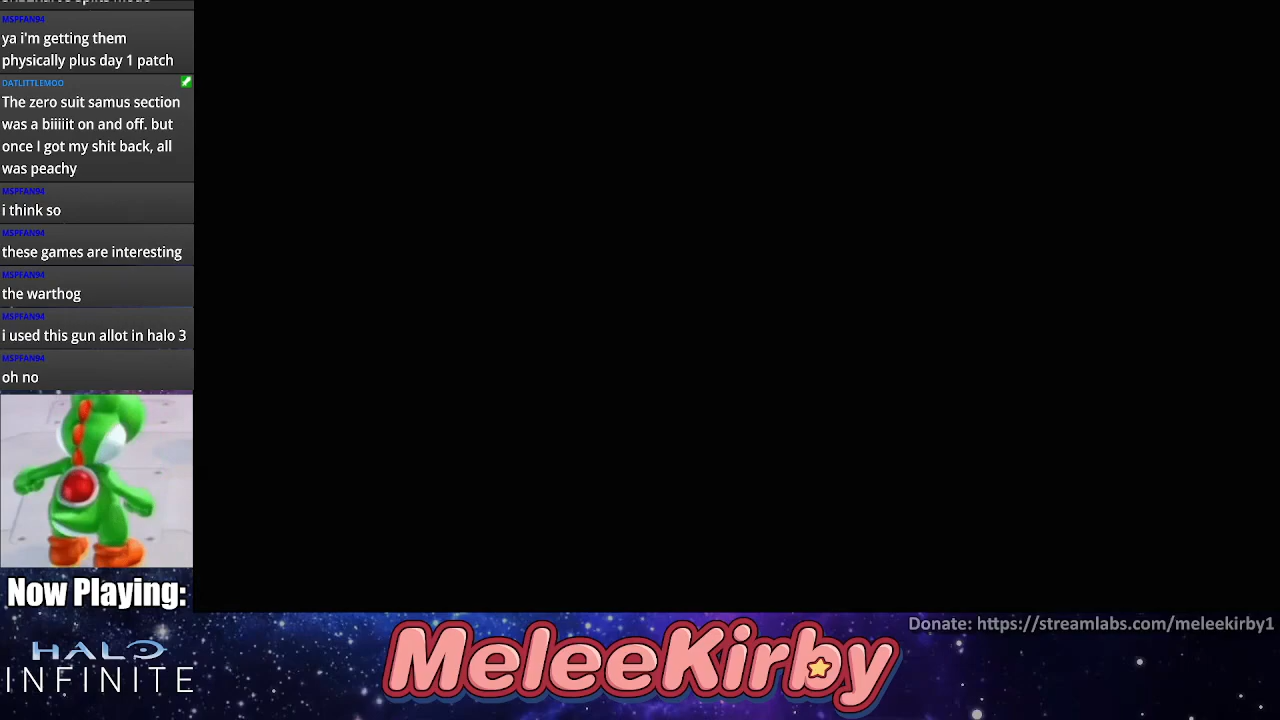 MSPFAN94
ya i'm getting them
physically plus day 1 patch
DATLITTLEMOO
The zero suit samus section
was a biiiiit on and off. but
once I got my shit back, all
was peachy
MSPFAN94
i think so
MSPFAN94
these games are interesting
MSPFAN94
the warthog
MSPFAN94
i used this gun allot in halo 3
MSPFAN94
oh no
Now Playing:
HALO
INFINITE
MeleeKirby
Donate: https://streamlabs.com/meleekirby1